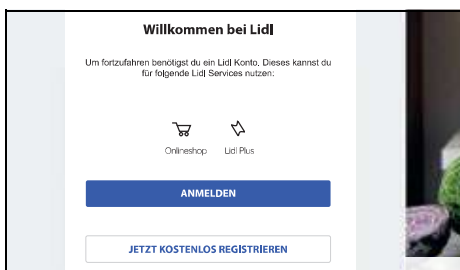 Willkommen bei Lidl
Um fortzufahren benötigst du ein Lidl Konto. Dieses kannst du
für folgende Lidl Services nutzen:
Onlineshop Lidl Plus
ANMELDEN
JETZT KOSTENLOS REGISTRIEREN